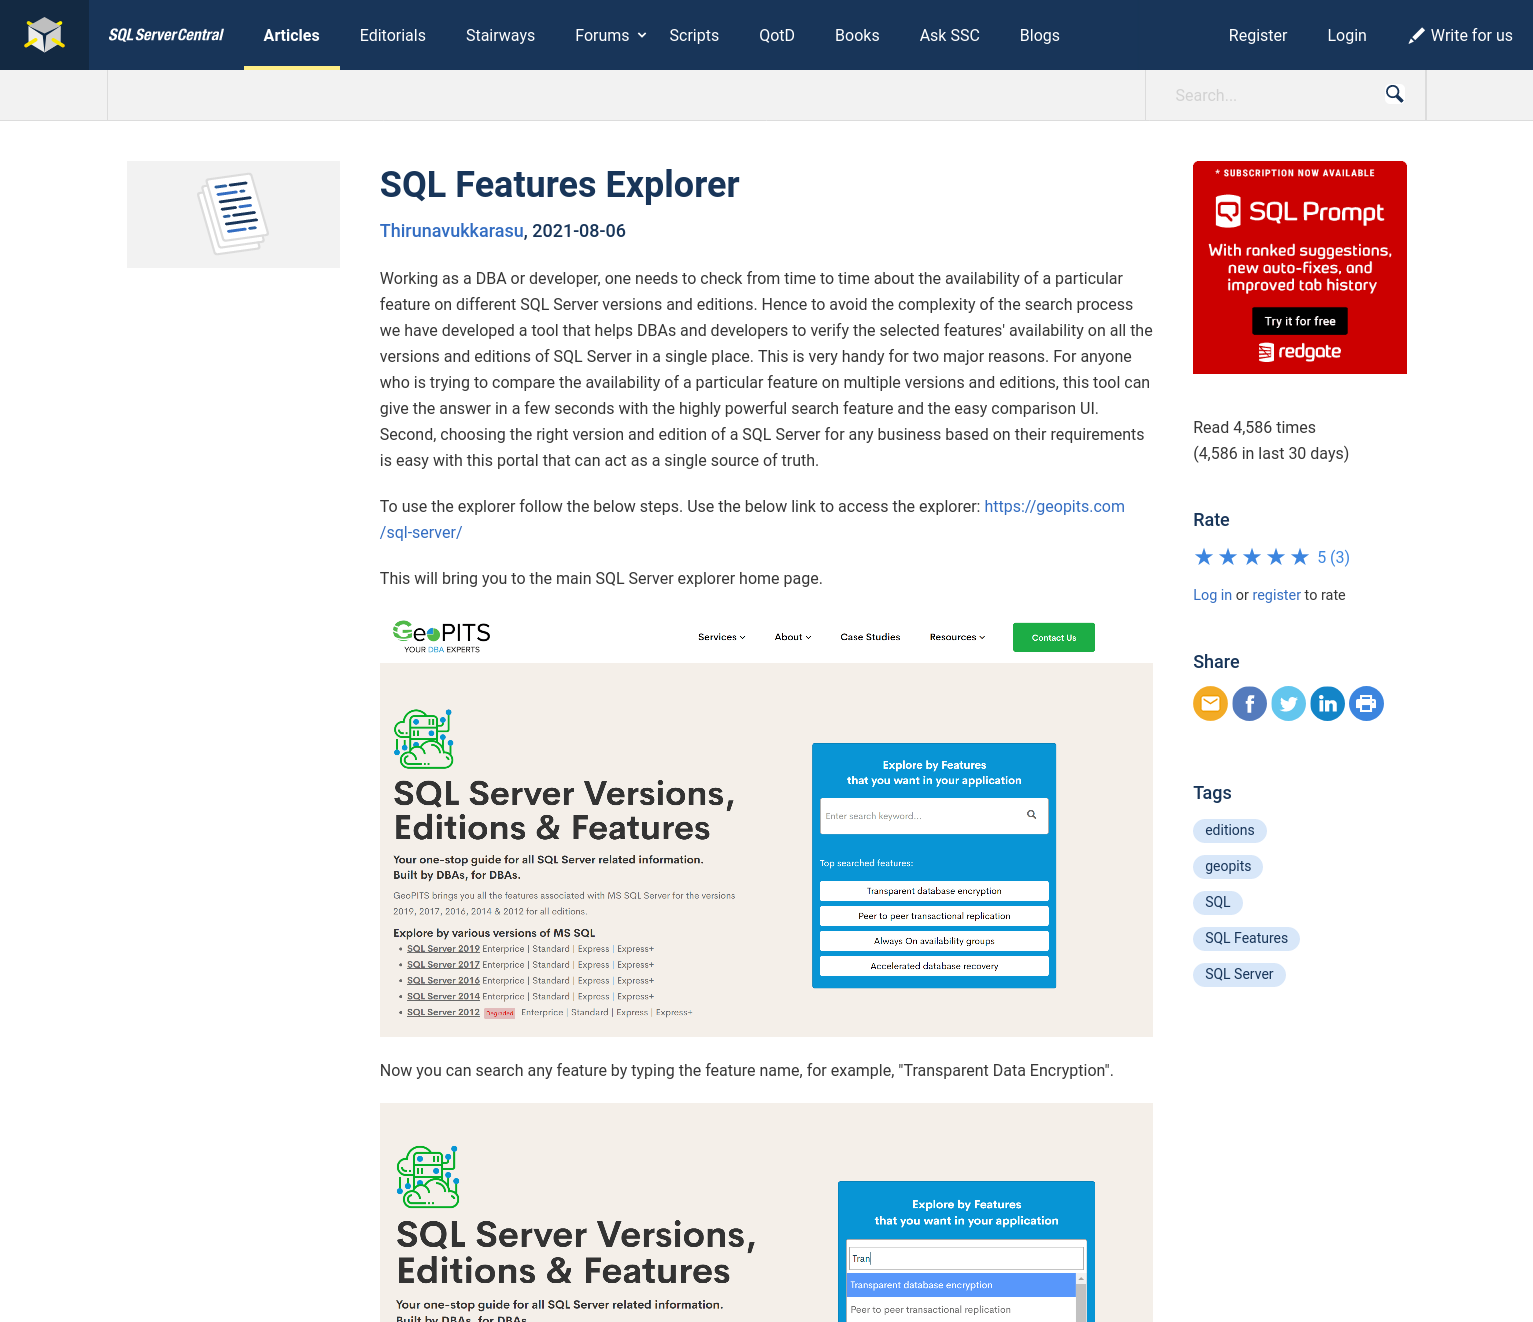 SQL Server Central
Articles
Editorials
Stairways
Forums
Scripts
QotD
Books
Ask SSC
Blogs
Register
Login
Write for us
Search...
SQL Features Explorer
Thirunavukkarasu, 2021-08-06
Working as a DBA or developer, one needs to check from time to time about the availability of a particular
feature on different SQL Server versions and editions. Hence to avoid the complexity of the search process
we have developed a tool that helps DBAs and developers to verify the selected features' availability on all the
versions and editions of SQL Server in a single place. This is very handy for two major reasons. For anyone
who is trying to compare the availability of a particular feature on multiple versions and editions, this tool can
give the answer in a few seconds with the highly powerful search feature and the easy comparison UI.
Second, choosing the right version and edition of a SQL Server for any business based on their requirements
is easy with this portal that can act as a single source of truth.
To use the explorer follow the below steps. Use the below link to access the explorer: https://geopits.com
/sql-server/
This will bring you to the main SQL Server explorer home page.
GeoPITS
YOUR DBA EXPERTS
Services
About
Case Studies
Resources
Contact Us
SQL Server Versions,
Editions & Features
Your one-stop guide for all SQL Server related information.
Built by DBAs, for DBAs.
GeoPITS brings you all the features associated with MS SQL Server for the versions
2019, 2017, 2016, 2014 & 2012 for all editions.
Explore by various versions of MS SQL
• SQL Server 2019 Enterprice | Standard | Express | Express+
• SQL Server 2017 Enterprice | Standard | Express | Express+
• SQL Server 2016 Enterprice | Standard | Express | Express+
• SQL Server 2014 Enterprice | Standard | Express | Express+
• SQL Server 2012 Enterprice | Standard | Express | Express+
Explore by Features
that you want in your application
Enter search keyword...
Top searched features:
Transparent database encryption
Peer to peer transactional replication
Always On availability groups
Accelerated database recovery
Now you can search any feature by typing the feature name, for example, "Transparent Data Encryption".
SQL Server Versions,
Editions & Features
Your one-stop guide for all SQL Server related information.
Built by DBAs, for DBAs.
Explore by Features
that you want in your application
Tran
Transparent database encryption
Peer to peer transactional replication
* SUBSCRIPTION NOW AVAILABLE
SQL Prompt
With ranked suggestions,
new auto-fixes, and
improved tab history
Try it for free
redgate
Read 4,586 times
(4,586 in last 30 days)
Rate
5 (3)
Log in or register to rate
Share
Tags
editions
geopits
SQL
SQL Features
SQL Server